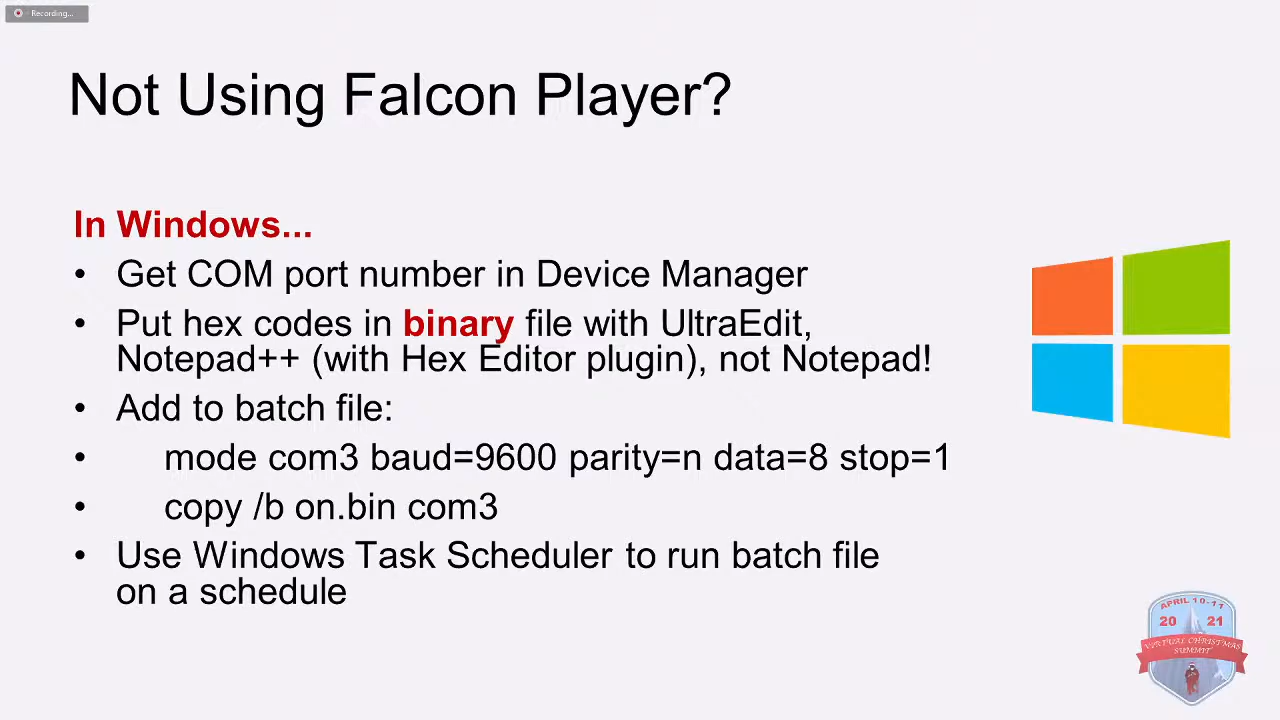 Recording...
Not Using Falcon Player?
In Windows...
• Get COM port number in Device Manager
• Put hex codes in binary file with UltraEdit,
Notepad++ (with Hex Editor plugin), not Notepad!
• Add to batch file:
• mode com3 baud=9600 parity=n data=8 stop=1
• copy /b on.bin com3
• Use Windows Task Scheduler to run batch file
on a schedule
APRIL 10-11
20 21
VIRTUAL CHRISTMAS
SUMMIT